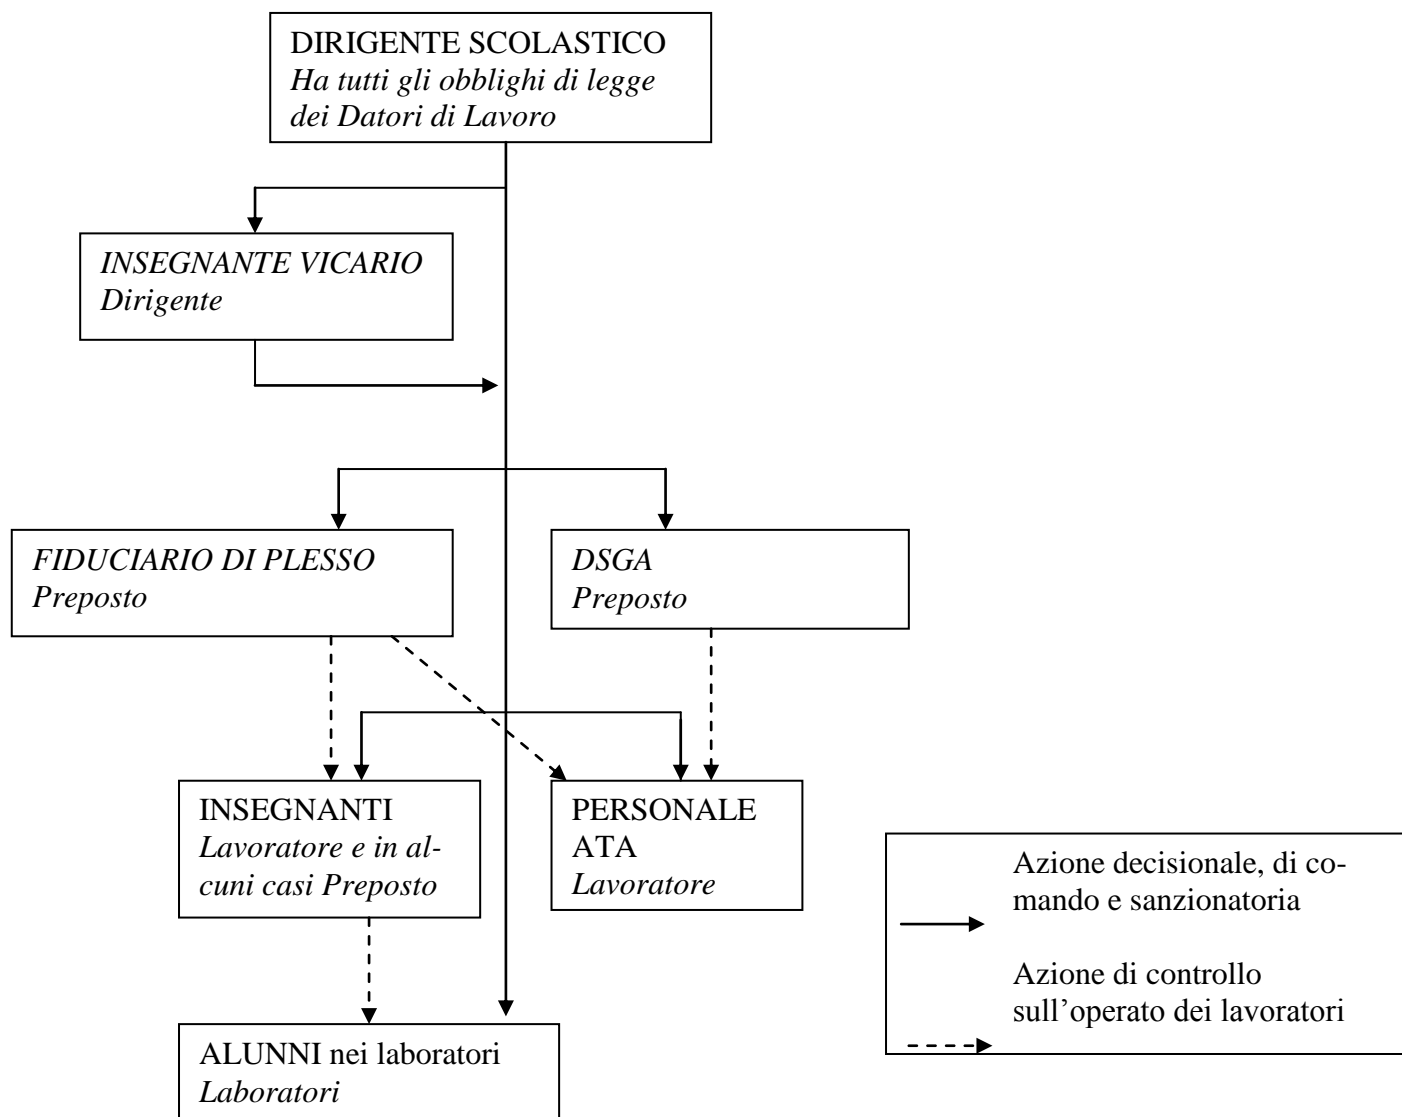 DIRIGENTE SCOLASTICO
Ha tutti gli obblighi di legge
dei Datori di Lavoro
INSEGNANTE VICARIO
Dirigente
FIDUCIARIO DI PLESSO
Preposto
DSGA
Preposto
INSEGNANTI
Lavoratore e in al-
cuni casi Preposto
PERSONALE
ATA
Lavoratore
Azione decisionale, di co-
mando e sanzionatoria
Azione di controllo
sull’operato dei lavoratori
ALUNNI nei laboratori
Laboratori